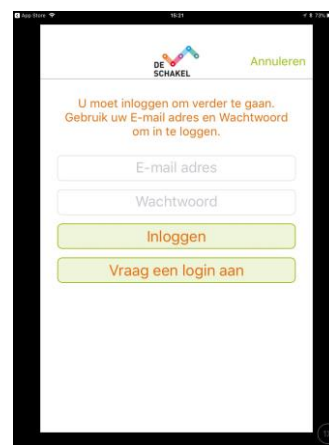 App Store 15:21 73%
DE
SCHAKEL
Annuleren
U moet inloggen om verder te gaan.
Gebruik uw E-mail adres en Wachtwoord
om in te loggen.
E-mail adres
Wachtwoord
Inloggen
Vraag een login aan